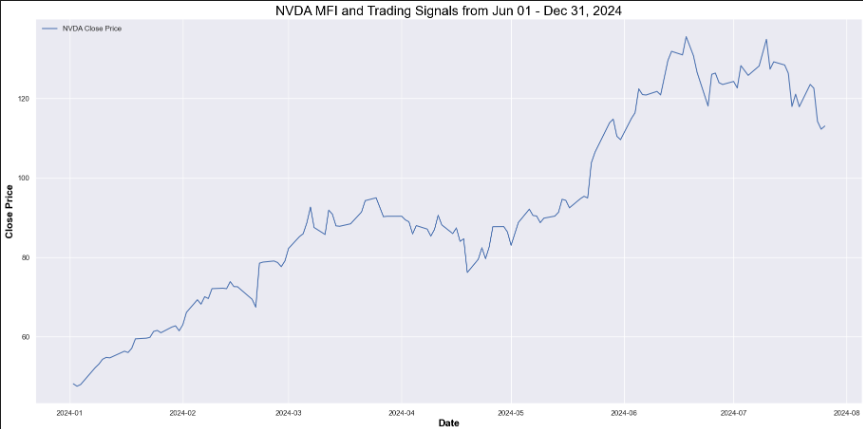 NVDA MFI and Trading Signals from Jun 01 - Dec 31, 2024
NVDA Close Price
120
100
80
60
Close Price
2024-01 2024-02 2024-03 2024-04 2024-05 2024-06 2024-07 2024-08
Date